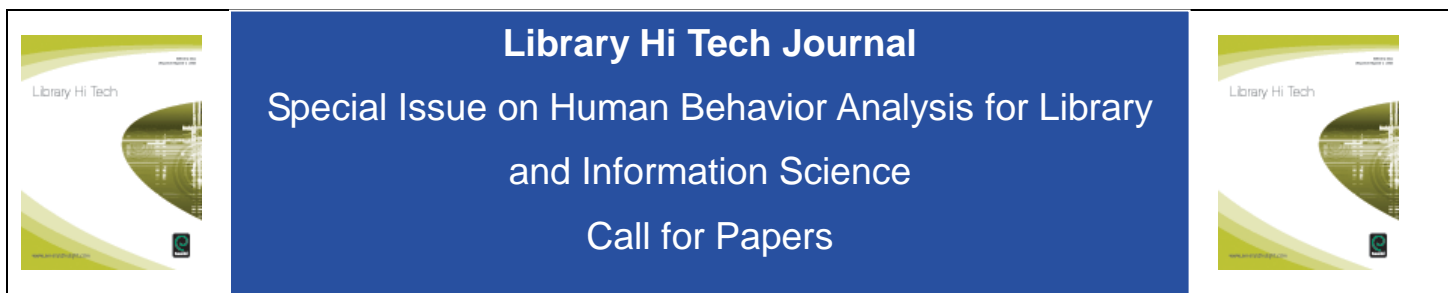 Library Hi Tech Journal
Special Issue on Human Behavior Analysis for Library
and Information Science
Call for Papers
Library Hi Tech
Library Hi Tech